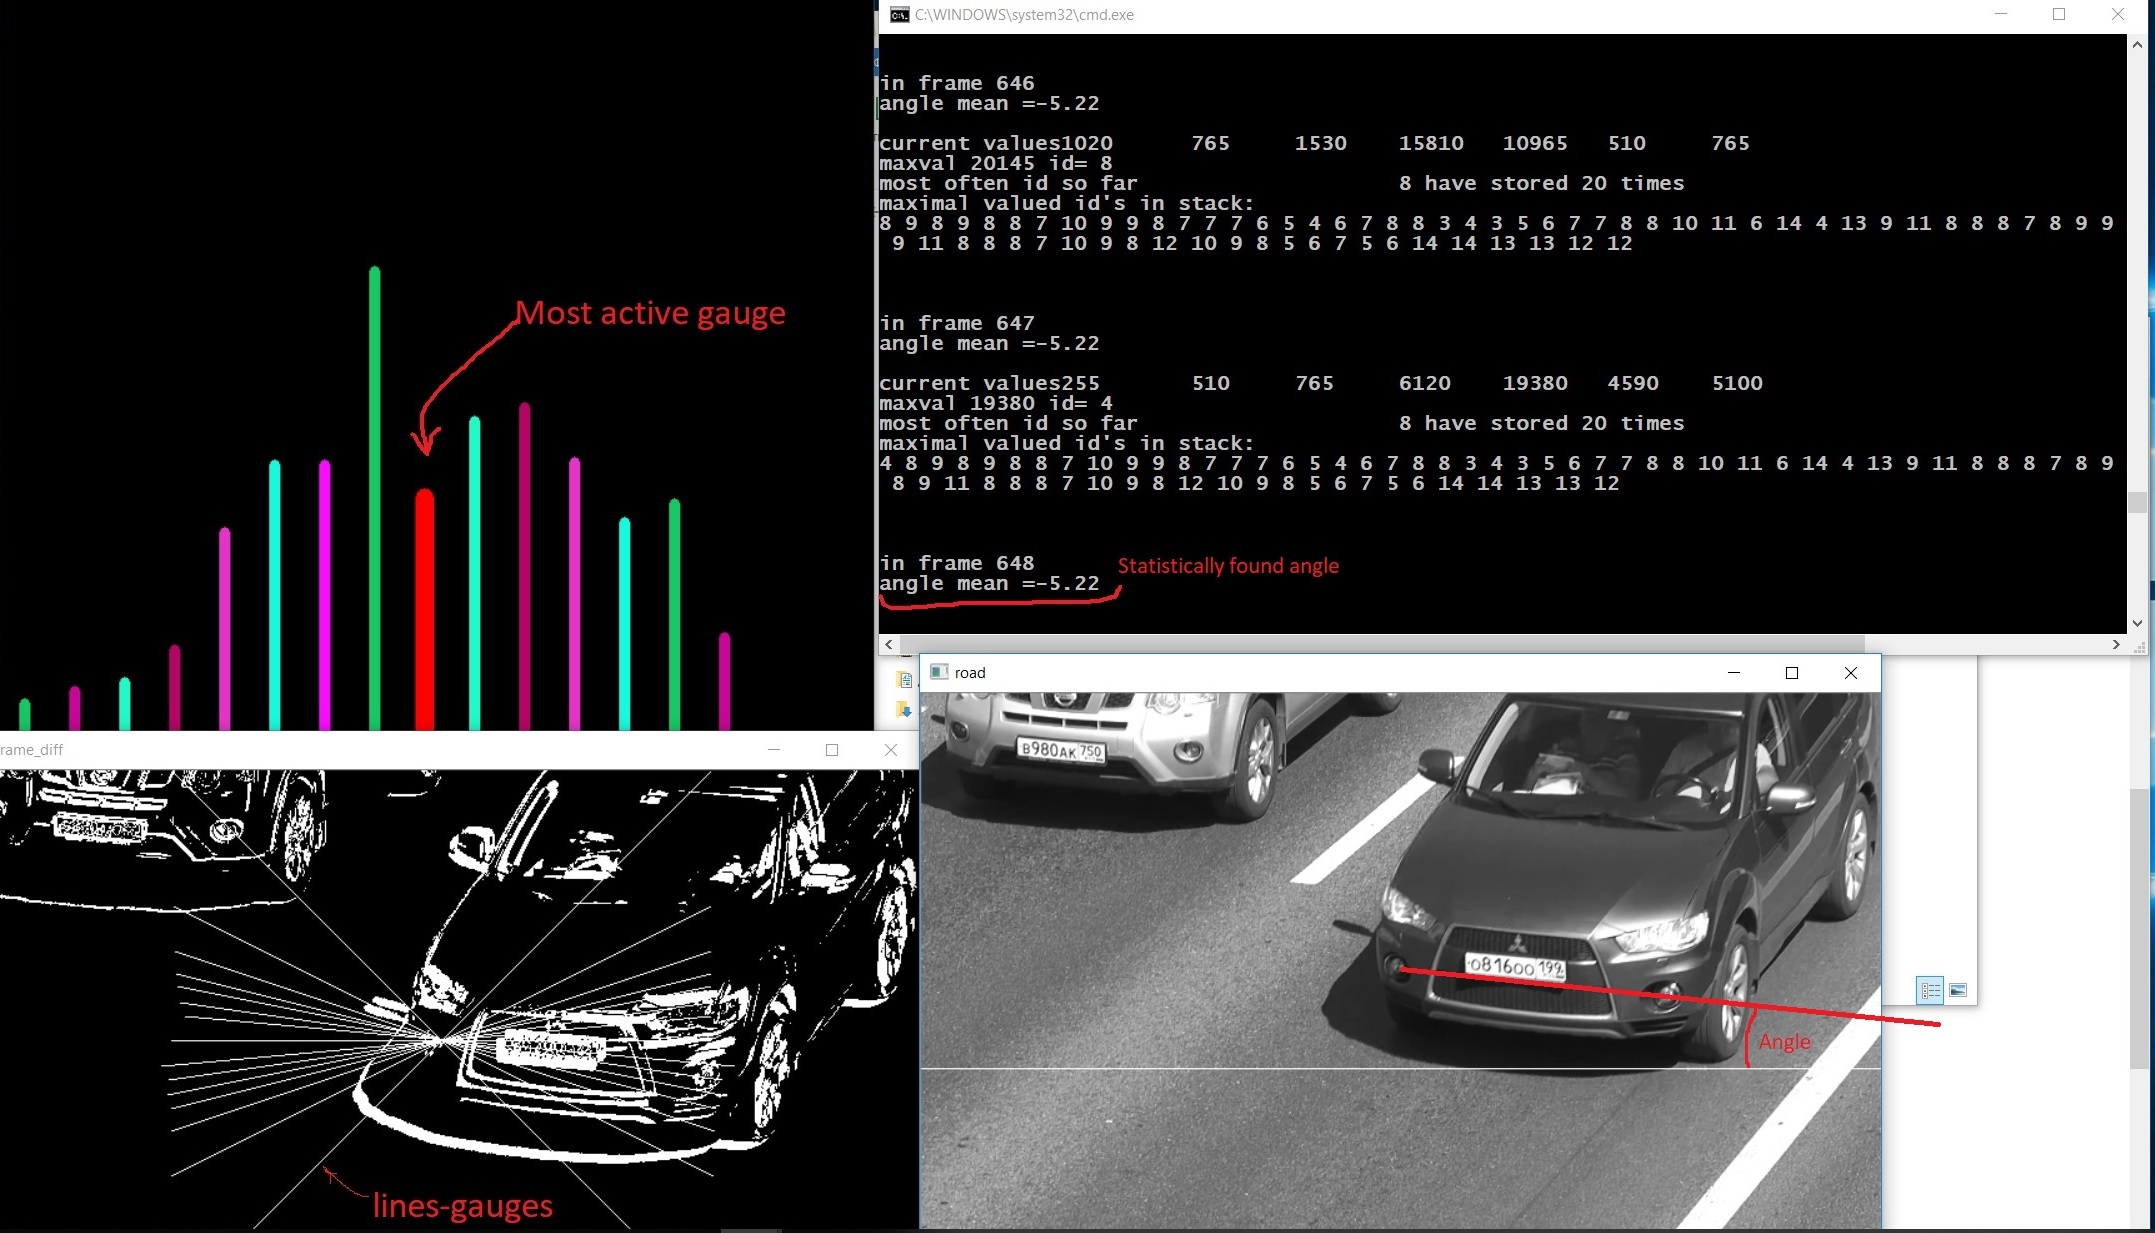 C:\WINDOWS\system32\cmd.exe
in frame 646
angle mean =-5.22
current values1020 765 1530 15810 10965 510 765
maxval 20145 id= 8
most often id so far 8 have stored 20 times
maximal valued id's in stack:
8 9 8 9 8 8 7 10 9 9 8 7 7 7 6 5 4 6 7 8 8 3 4 3 5 6 7 7 8 8 10 11 6 14 4 13 9 11 8 8 8 7 8 9 9
9 11 8 8 8 7 10 9 8 12 10 9 8 5 6 7 5 6 14 14 13 13 12 12
in frame 647
angle mean =-5.22
current values255 510 765 6120 19380 4590 5100
maxval 19380 id= 4
most often id so far 8 have stored 20 times
maximal valued id's in stack:
4 8 9 8 9 8 8 7 10 9 9 8 7 7 7 6 5 4 6 7 8 8 3 4 3 5 6 7 7 8 8 10 11 6 14 4 13 9 11 8 8 8 7 8 9
8 9 11 8 8 8 7 10 9 8 12 10 9 8 5 6 7 5 6 14 14 13 13 12
in frame 648
angle mean =-5.22
Statistically found angle
Most active gauge
rame_diff
lines-gauges
road
в980ак 750
о816оо 199
Angle